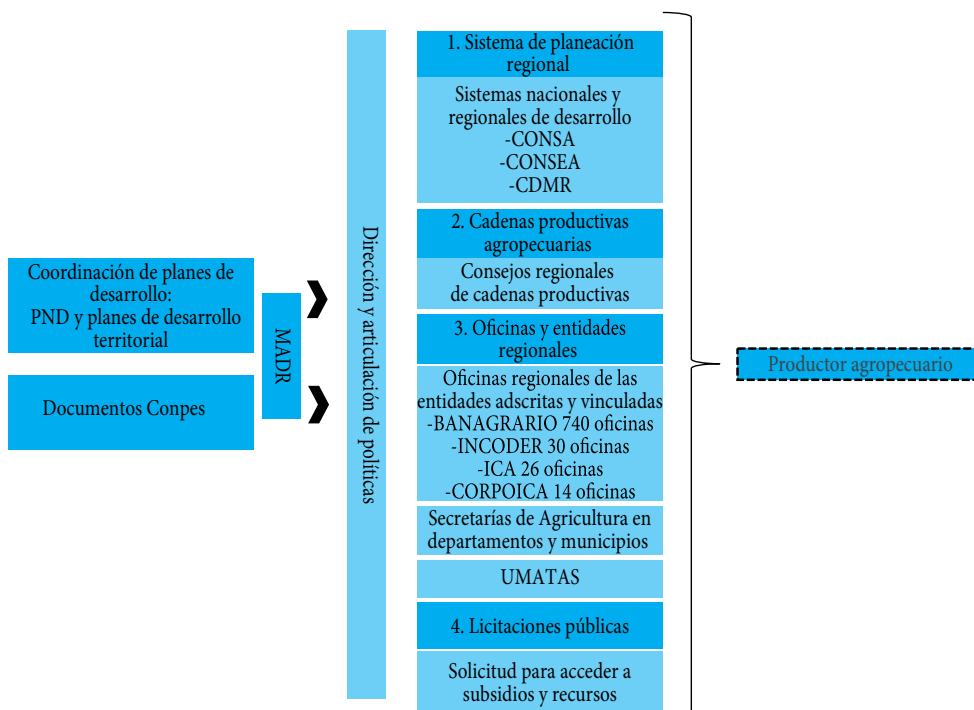 Coordinación de planes de
desarrollo:
PND y planes de desarrollo
territorial
Documentos Conpes
MADR
Dirección y articulación de políticas
1. Sistema de planeación
regional
Sistemas nacionales y
regionales de desarrollo
-CONSA
-CONSEA
-CDMR
2. Cadenas productivas
agropecuarias
Consejos regionales
de cadenas productivas
3. Oficinas y entidades
regionales
Oficinas regionales de las
entidades adscritas y vinculadas
-BANAGRARIO 740 oficinas
-INCODER 30 oficinas
-ICA 26 oficinas
-CORPOICA 14 oficinas
Secretarías de Agricultura en
departamentos y municipios
UMATAS
4. Licitaciones públicas
Solicitud para acceder a
subsidios y recursos
Productor agropecuario